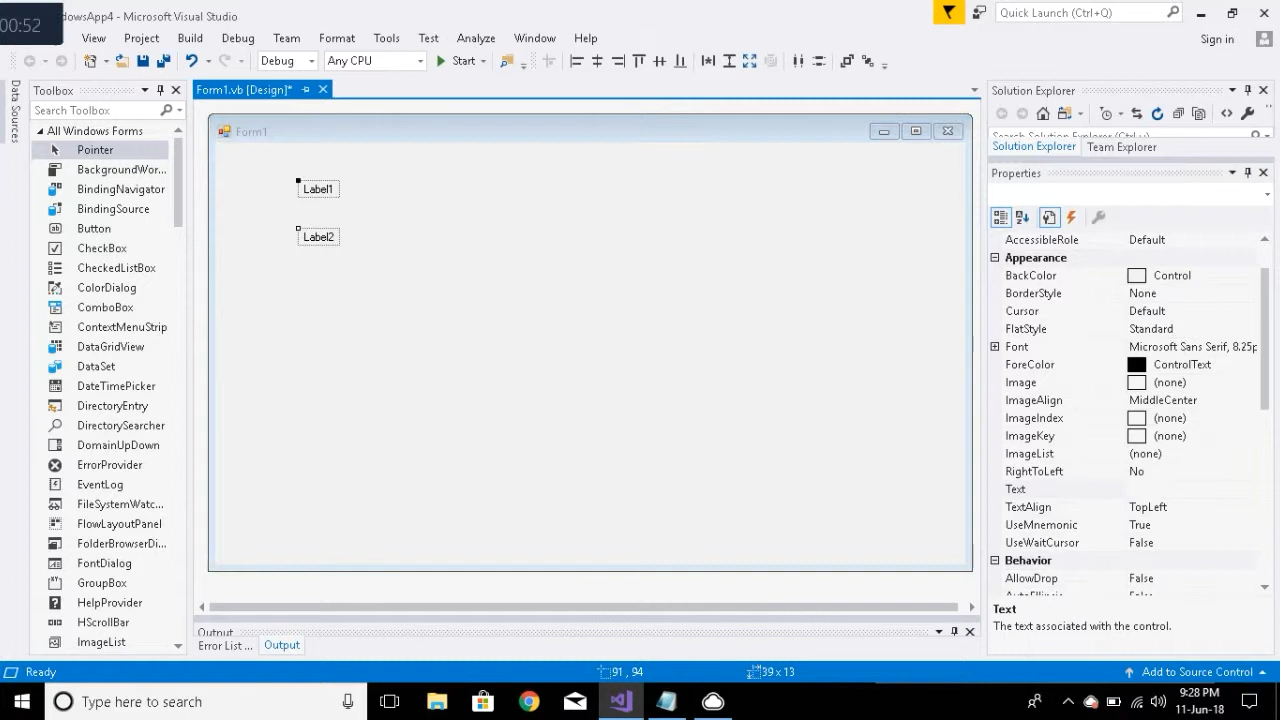 00:52
ndowsApp4 - Microsoft Visual Studio
Quick Launch (Ctrl+Q)
View Project Build Debug Team Format Tools Test Analyze Window Help
Sign in
Debug Any CPU Start
Data Sources
Toolbox
Search Toolbox
All Windows Forms
Pointer
BackgroundWor...
BindingNavigator
BindingSource
Button
CheckBox
CheckedListBox
ColorDialog
ComboBox
ContextMenuStrip
DataGridView
DataSet
DateTimePicker
DirectoryEntry
DirectorySearcher
DomainUpDown
ErrorProvider
EventLog
FileSystemWatc...
FlowLayoutPanel
FolderBrowserDi...
FontDialog
GroupBox
HelpProvider
HScrollBar
ImageList
Form1.vb [Design]*
Form1
Label1
Label2
Output
Error List ... Output
Solution Explorer
Search Solution Explorer (Ctrl+;)
Solution Explorer Team Explorer
Properties
AccessibleRole Default
Appearance
BackColor Control
BorderStyle None
Cursor Default
FlatStyle Standard
Font Microsoft Sans Serif, 8.25p
ForeColor ControlText
Image (none)
ImageAlign MiddleCenter
ImageIndex (none)
ImageKey (none)
ImageList (none)
RightToLeft No
Text
TextAlign TopLeft
UseMnemonic True
UseWaitCursor False
Behavior
AllowDrop False
AutoEllipsis False
Text
The text associated with the control.
Ready 91 , 94 39 x 13 Add to Source Control
Type here to search
9:28 PM
11-Jun-18